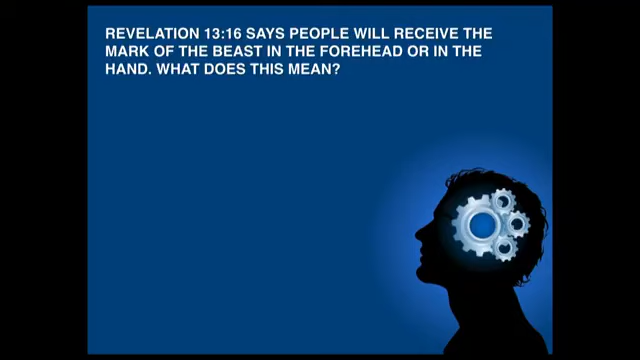 REVELATION 13:16 SAYS PEOPLE WILL RECEIVE THE
MARK OF THE BEAST IN THE FOREHEAD OR IN THE
HAND. WHAT DOES THIS MEAN?